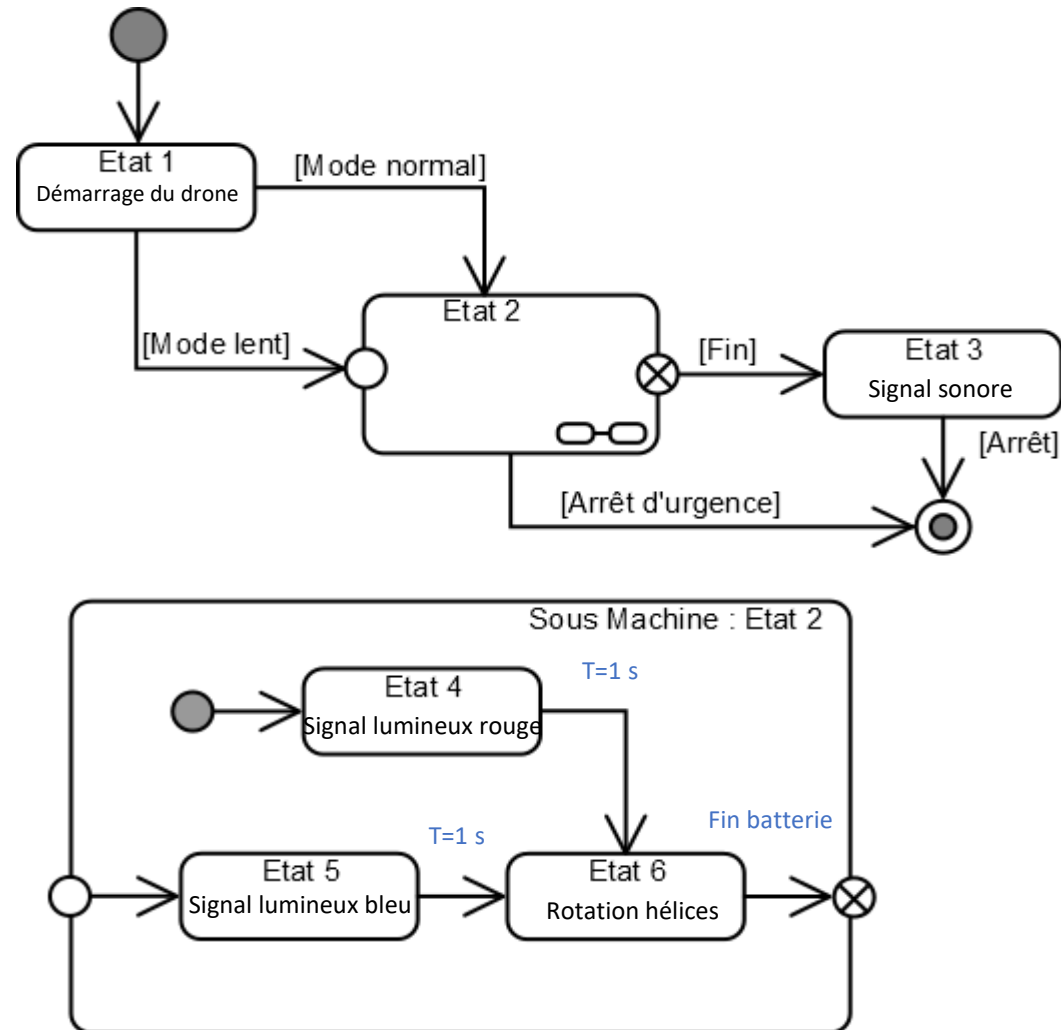 Etat 1
Démarrage du drone
[Mode normal]
[Mode lent]
Etat 2
[Fin]
Etat 3
Signal sonore
[Arrêt]
[Arrêt d'urgence]
Sous Machine : Etat 2
Etat 4
Signal lumineux rouge
T=1 s
Etat 5
Signal lumineux bleu
T=1 s
Etat 6
Rotation hélices
Fin batterie